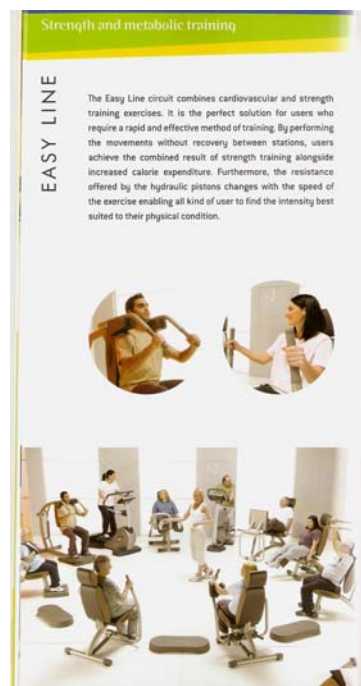 Strength and metabolic training
EASY LINE
The Easy Line circuit combines cardiovascular and strength
training exercises. It is the perfect solution for users who
require a rapid and effective method of training. By performing
the movements without recovery between stations, users
achieve the combined result of strength training alongside
increased calorie expenditure. Furthermore, the resistance
offered by the hydraulic pistons changes with the speed of
the exercise enabling all kind of user to find the intensity best
suited to their physical condition.